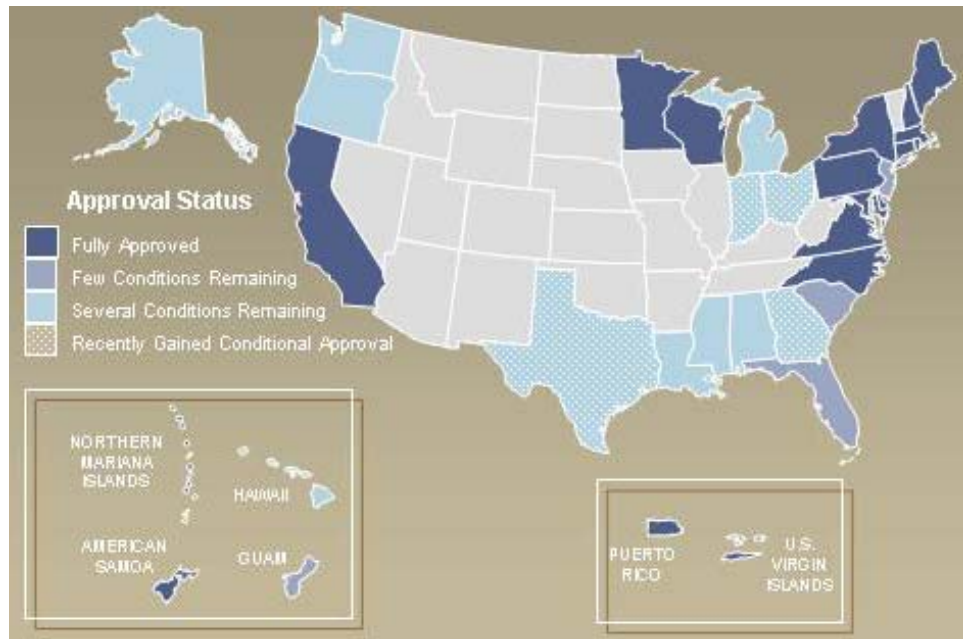 Approval Status
Fully Approved
Few Conditions Remaining
Several Conditions Remaining
Recently Gained Conditional Approval
NORTHERN
MARIANA
ISLANDS
HAWAII
AMERICAN
SAMOA
GUAM
PUERTO
RICO
U.S.
VIRGIN
ISLANDS